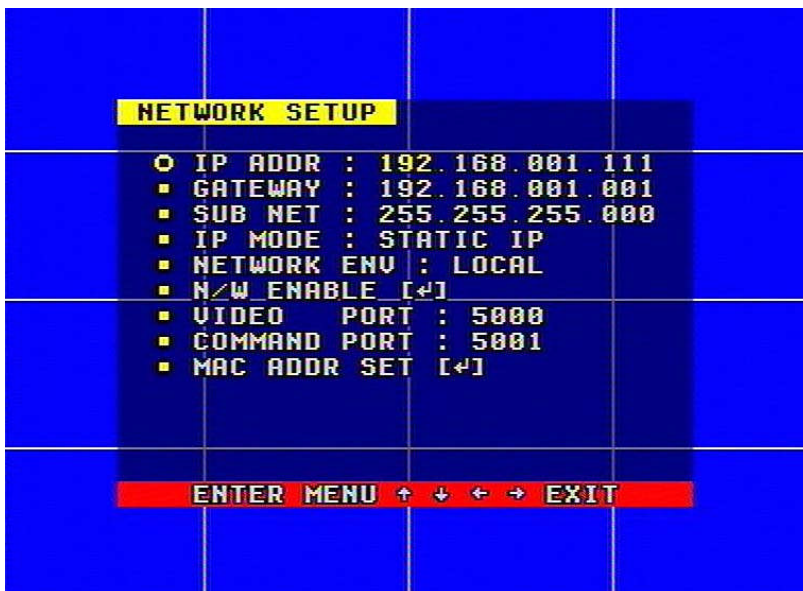 NETWORK SETUP
IP ADDR : 192.168.001.111
GATEWAY : 192.168.001.001
SUB NET : 255.255.255.000
IP MODE : STATIC IP
NETWORK ENV : LOCAL
N/W ENABLE [↵]
VIDEO PORT : 5000
COMMAND PORT : 5001
MAC ADDR SET [↵]
ENTER MENU ↑ ↓ ← → EXIT